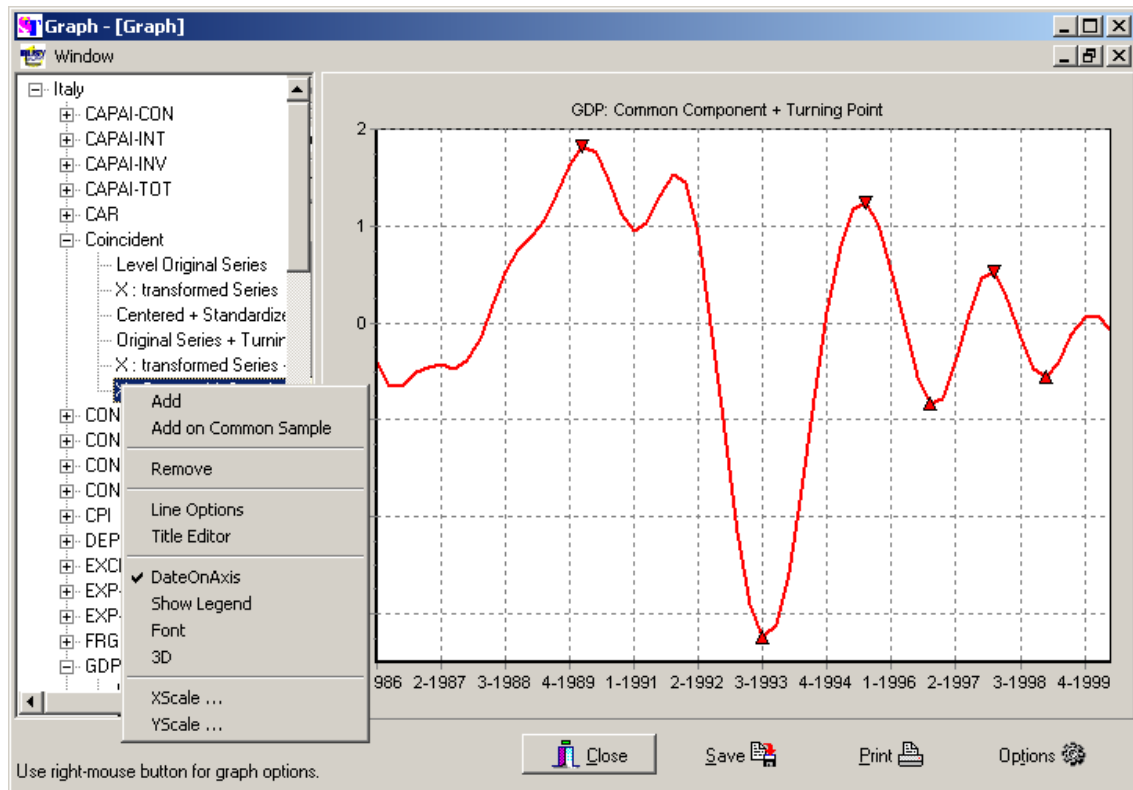 Graph - [Graph]
Window
Italy
CAPAI-CON
CAPAI-INT
CAPAI-INV
CAPAI-TOT
CAR
Coincident
Level Original Series
X : transformed Series
Centered + Standardize
Original Series + Turnin
X : transformed Series -
CON
CON
CON
CON
CPI
DEP
EXCI
EXP-
EXP-
FRG
GDP
Add
Add on Common Sample
Remove
Line Options
Title Editor
DateOnAxis
Show Legend
Font
3D
XScale ...
YScale ...
GDP: Common Component + Turning Point
2
1
0
986 2-1987 3-1988 4-1989 1-1991 2-1992 3-1993 4-1994 1-1996 2-1997 3-1998 4-1999
Use right-mouse button for graph options.
Close Save Print Options